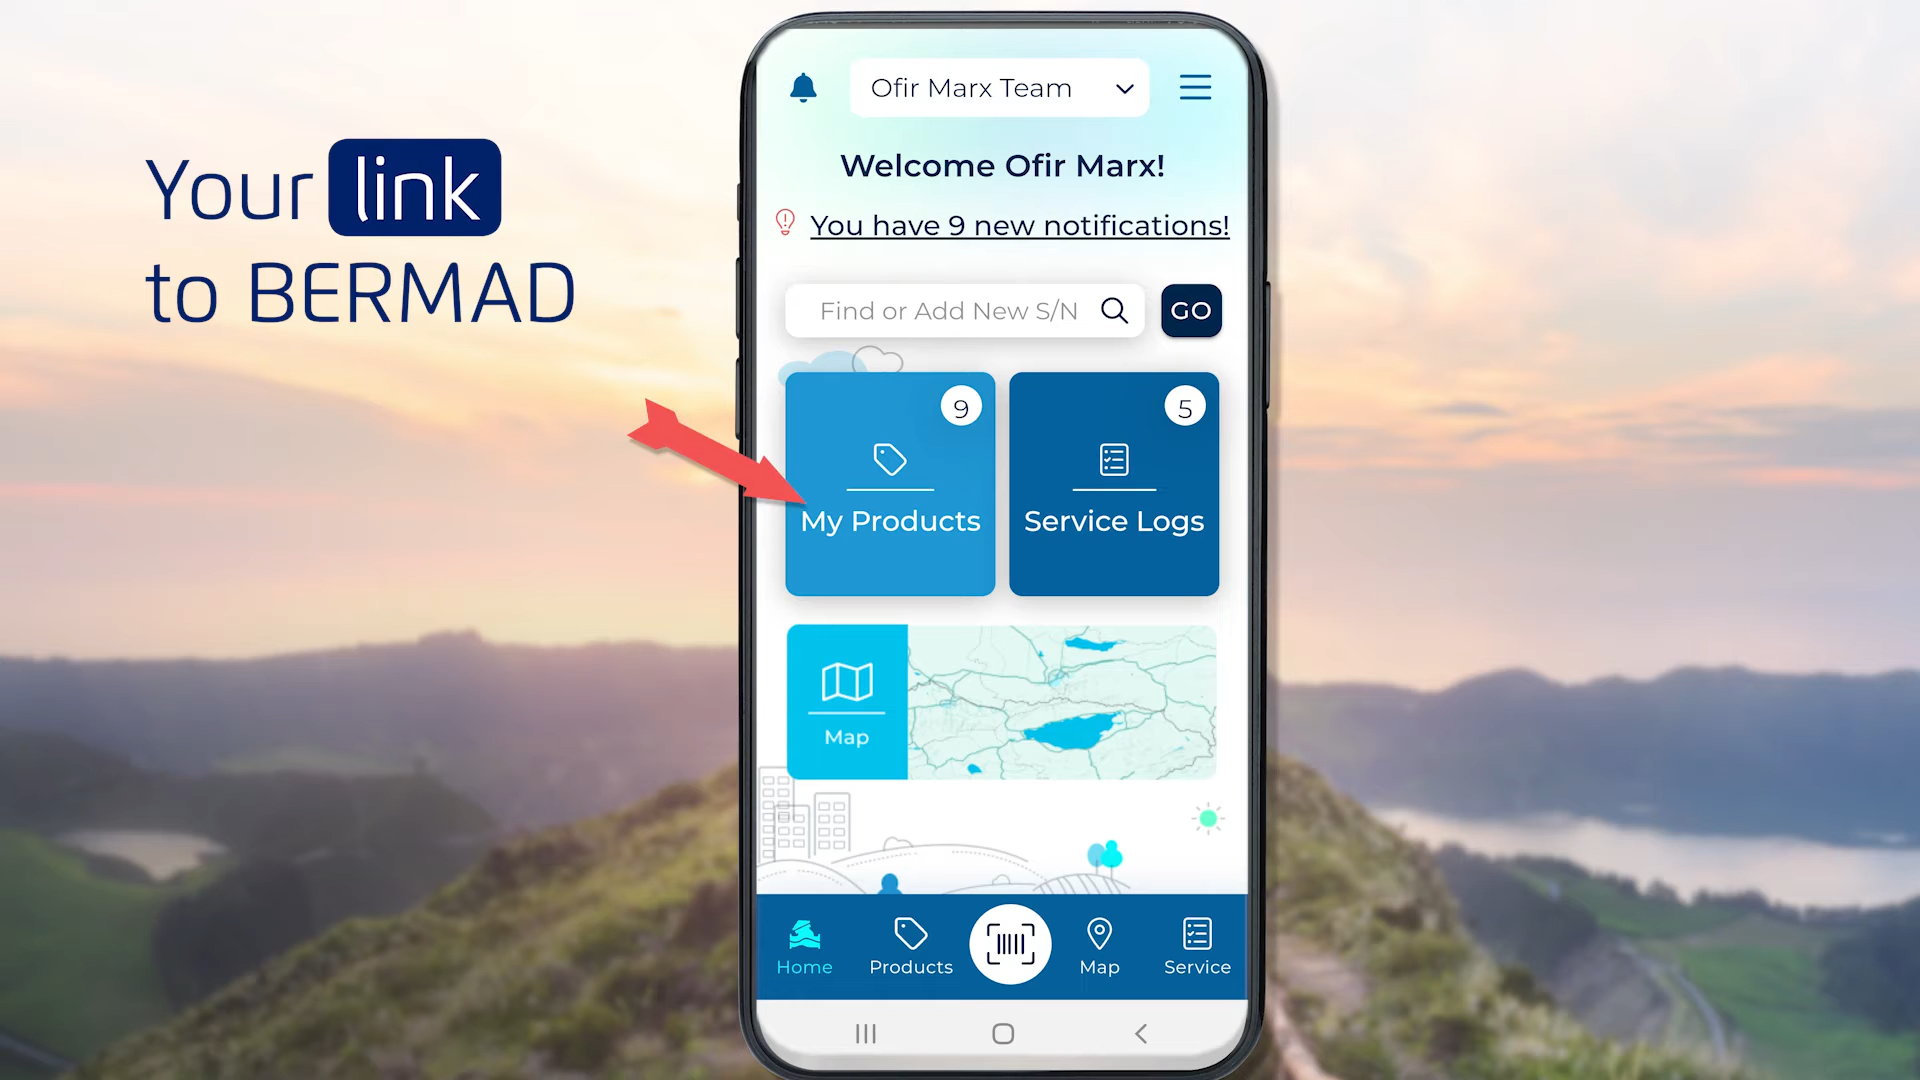 Your link
to BERMAD
Ofir Marx Team
Welcome Ofir Marx!
You have 9 new notifications!
Find or Add New S/N
GO
9
5
My Products
Service Logs
Map
Home
Products
Map
Service